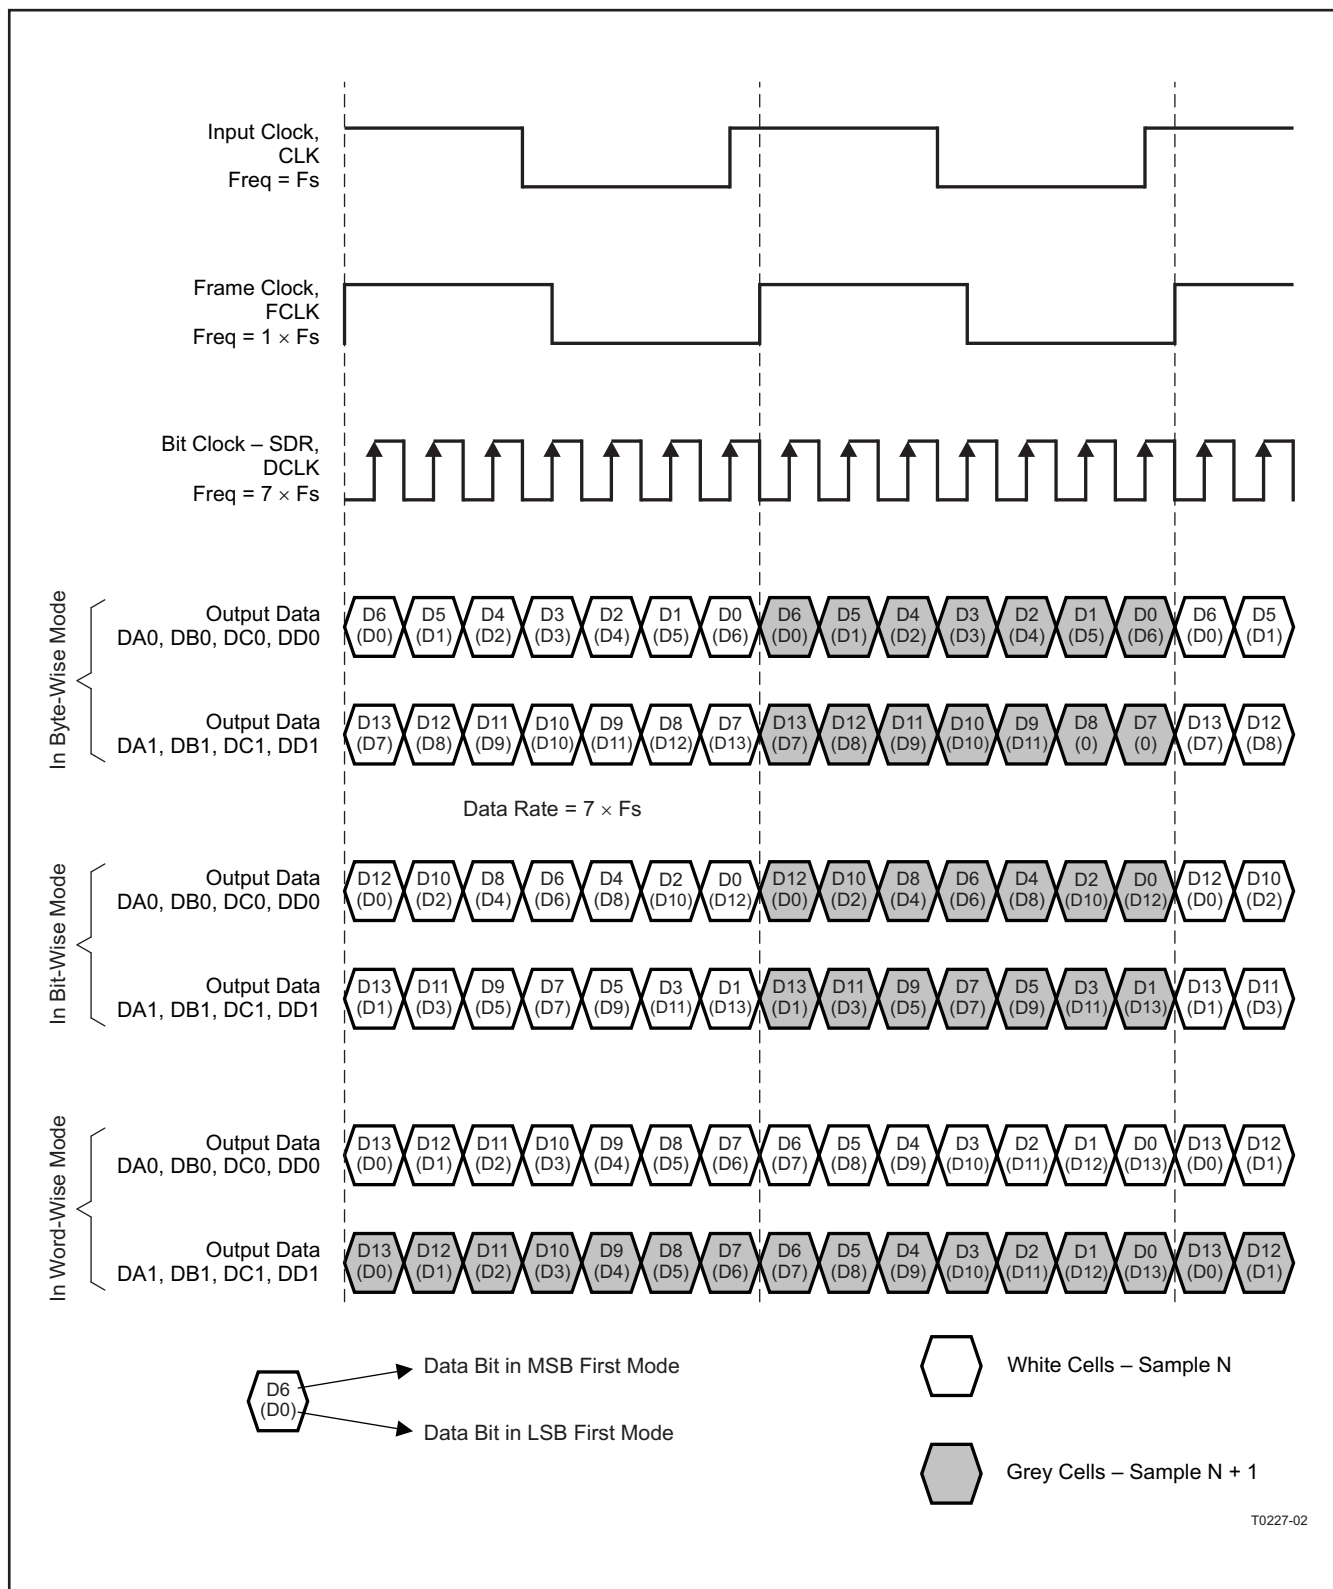 Input Clock,
CLK
Freq = Fs
Frame Clock,
FCLK
Freq = 1 × Fs
Bit Clock – SDR,
DCLK
Freq = 7 × Fs
In Byte-Wise Mode
Output Data
DA0, DB0, DC0, DD0
D6 D5 D4 D3 D2 D1 D0 D6 D5 D4 D3 D2 D1 D0 D6 D5
(D0) (D1) (D2) (D3) (D4) (D5) (D6) (D0) (D1) (D2) (D3) (D4) (D5) (D6) (D0) (D1)
Output Data
DA1, DB1, DC1, DD1
D13 D12 D11 D10 D9 D8 D7 D13 D12 D11 D10 D9 D8 D7 D13 D12
(D7) (D8) (D9) (D10) (D11) (D12) (D13) (D7) (D8) (D9) (D10) (D11) (0) (0) (D7) (D8)
Data Rate = 7 × Fs
In Bit-Wise Mode
Output Data
DA0, DB0, DC0, DD0
D12 D10 D8 D6 D4 D2 D0 D12 D10 D8 D6 D4 D2 D0 D12 D10
(D0) (D2) (D4) (D6) (D8) (D10) (D12) (D0) (D2) (D4) (D6) (D8) (D10) (D12) (D0) (D2)
Output Data
DA1, DB1, DC1, DD1
D13 D11 D9 D7 D5 D3 D1 D13 D11 D9 D7 D5 D3 D1 D13 D11
(D1) (D3) (D5) (D7) (D9) (D11) (D13) (D1) (D3) (D5) (D7) (D9) (D11) (D13) (D1) (D3)
In Word-Wise Mode
Output Data
DA0, DB0, DC0, DD0
D13 D12 D11 D10 D9 D8 D7 D6 D5 D4 D3 D2 D1 D0 D13 D12
(D0) (D1) (D2) (D3) (D4) (D5) (D6) (D7) (D8) (D9) (D10) (D11) (D12) (D13) (D0) (D1)
Output Data
DA1, DB1, DC1, DD1
D13 D12 D11 D10 D9 D8 D7 D6 D5 D4 D3 D2 D1 D0 D13 D12
(D0) (D1) (D2) (D3) (D4) (D5) (D6) (D7) (D8) (D9) (D10) (D11) (D12) (D13) (D0) (D1)
D6
(D0)
Data Bit in MSB First Mode
Data Bit in LSB First Mode
White Cells – Sample N
Grey Cells – Sample N + 1
T0227-02